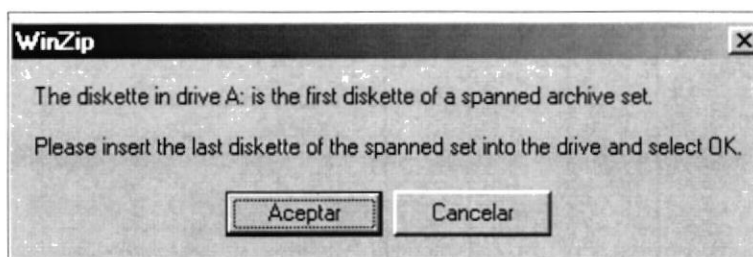 WinZip
The diskette in drive A: is the first diskette of a spanned archive set.
Please insert the last diskette of the spanned set into the drive and select OK.
Aceptar Cancelar